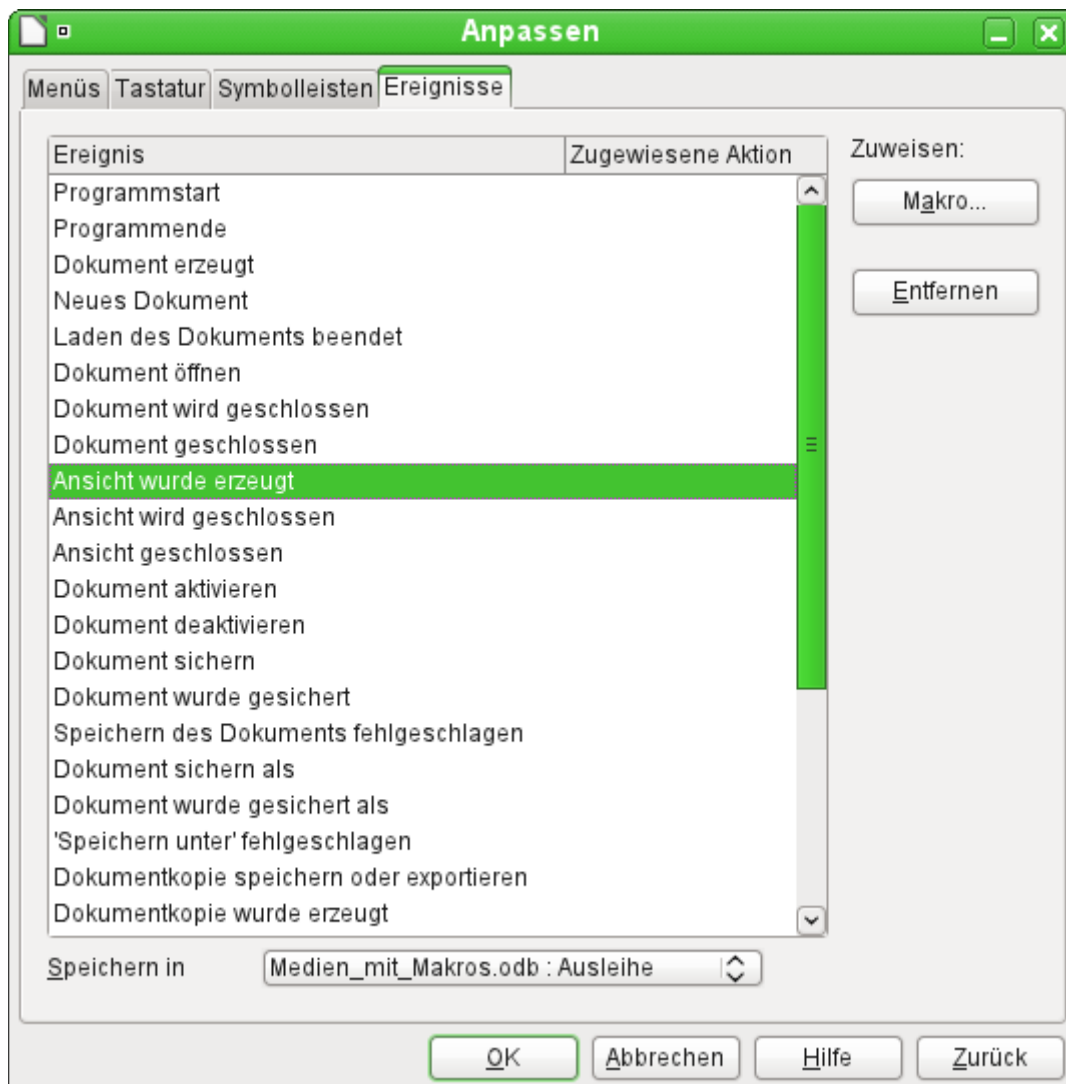 Anpassen
Menüs Tastatur Symbolleisten Ereignisse
Ereignis Zugewiesene Aktion
Zuweisen:
Programmstart
Makro...
Programmende
Dokument erzeugt
Neues Dokument
Entfernen
Laden des Dokuments beendet
Dokument öffnen
Dokument wird geschlossen
Dokument geschlossen
Ansicht wurde erzeugt
Ansicht wird geschlossen
Ansicht geschlossen
Dokument aktivieren
Dokument deaktivieren
Dokument sichern
Dokument wurde gesichert
Speichern des Dokuments fehlgeschlagen
Dokument sichern als
Dokument wurde gesichert als
'Speichern unter' fehlgeschlagen
Dokumentkopie speichern oder exportieren
Dokumentkopie wurde erzeugt
Speichern in Medien_mit_Makros.odb : Ausleihe
OK Abbrechen Hilfe Zurück